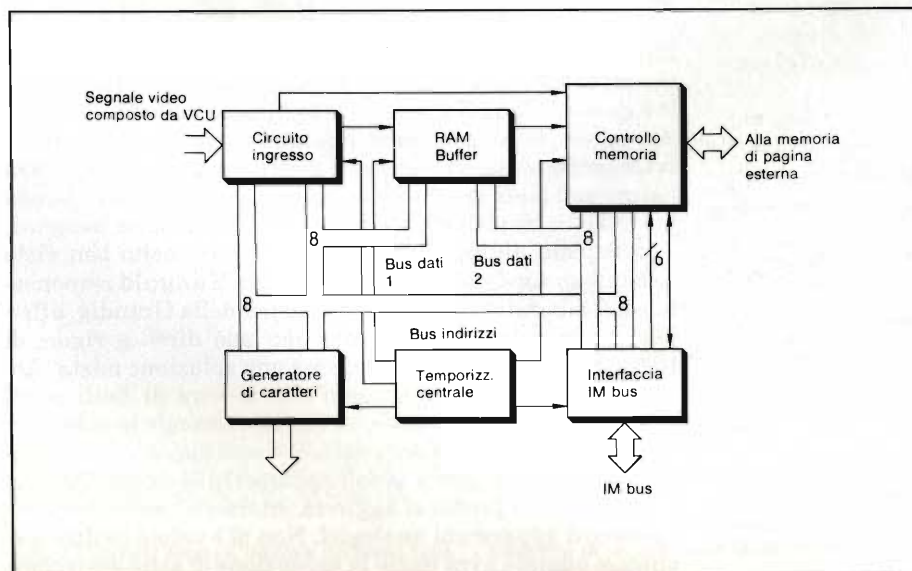 Segnale video
composto da VCU
Circuito
ingresso
RAM
Buffer
Controllo
memoria
Alla memoria
di pagina
esterna
8
8
6
Bus dati
1
Bus dati
2
8
8
Bus indirizzi
Generatore
di caratteri
Temporizz.
centrale
Interfaccia
IM bus
IM bus